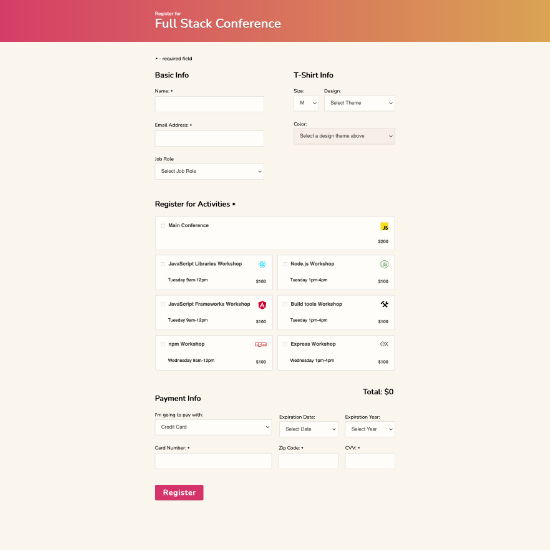 Register for
Full Stack Conference
* - required field
Basic Info
Name: *
Email Address: *
Job Role
Select Job Role
T-Shirt Info
Size:
Design:
M
Select Theme
Color:
Select a design theme above
Register for Activities *
Main Conference
JS
$200
JavaScript Libraries Workshop
Tuesday 9am-12pm
$100
Node.js Workshop
Tuesday 1pm-4pm
$100
JavaScript Frameworks Workshop
Tuesday 9am-12pm
$100
Build tools Workshop
Tuesday 1pm-4pm
$100
npm Workshop
Wednesday 9am-12pm
$100
Express Workshop
Wednesday 1pm-4pm
$100
Total: $0
Payment Info
I'm going to pay with:
Credit Card
Expiration Date:
Select Date
Expiration Year:
Select Year
Card Number: *
Zip Code: *
CVV: *
Register